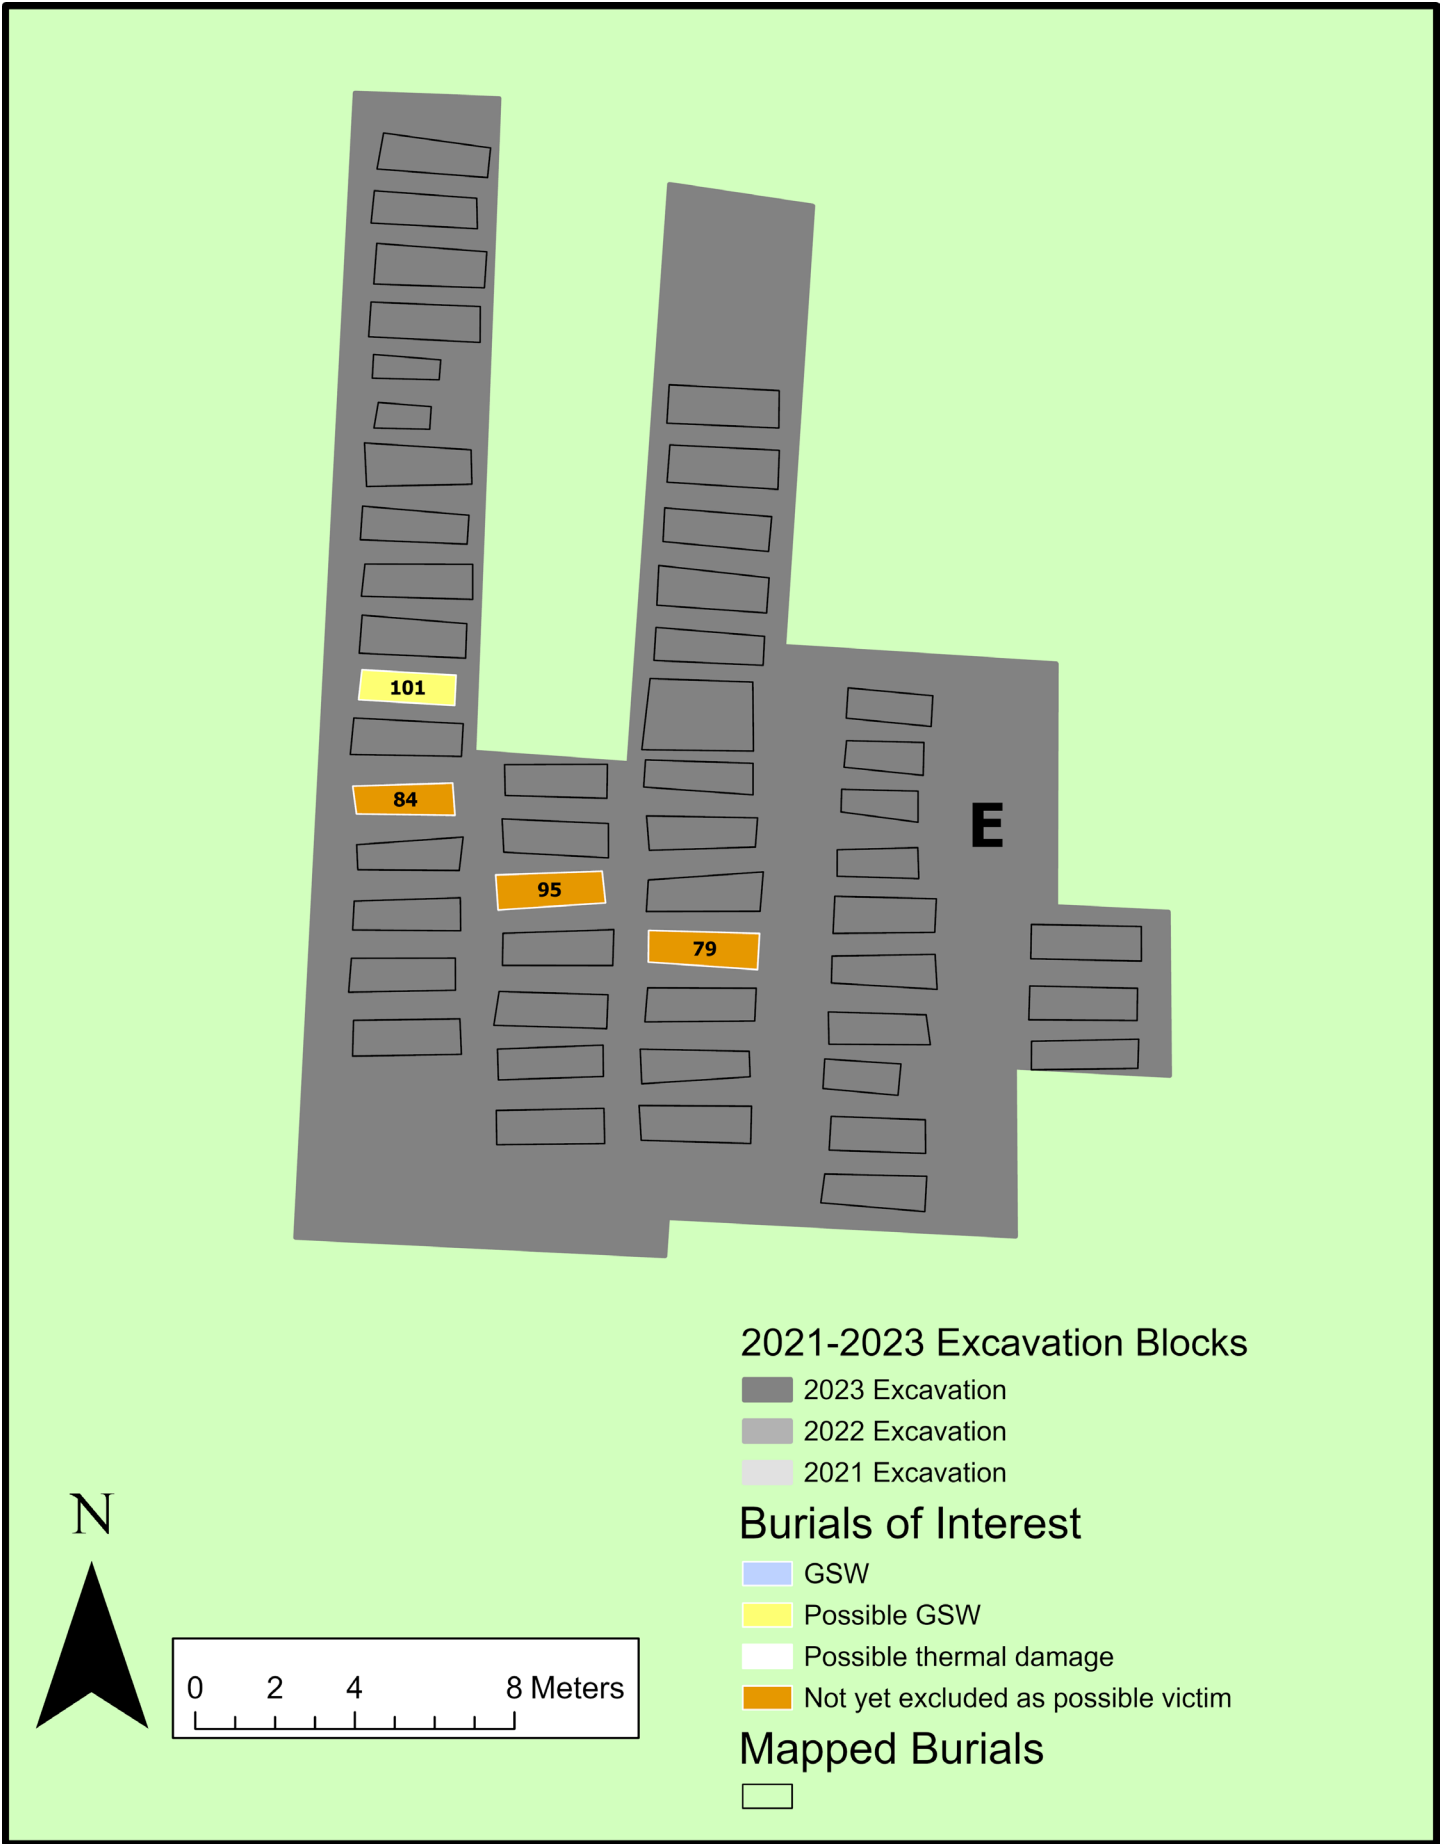 101
84
95
79
E
2021-2023 Excavation Blocks
2023 Excavation
2022 Excavation
2021 Excavation
Burials of Interest
GSW
Possible GSW
Possible thermal damage
Not yet excluded as possible victim
Mapped Burials
N
0 2 4 8 Meters